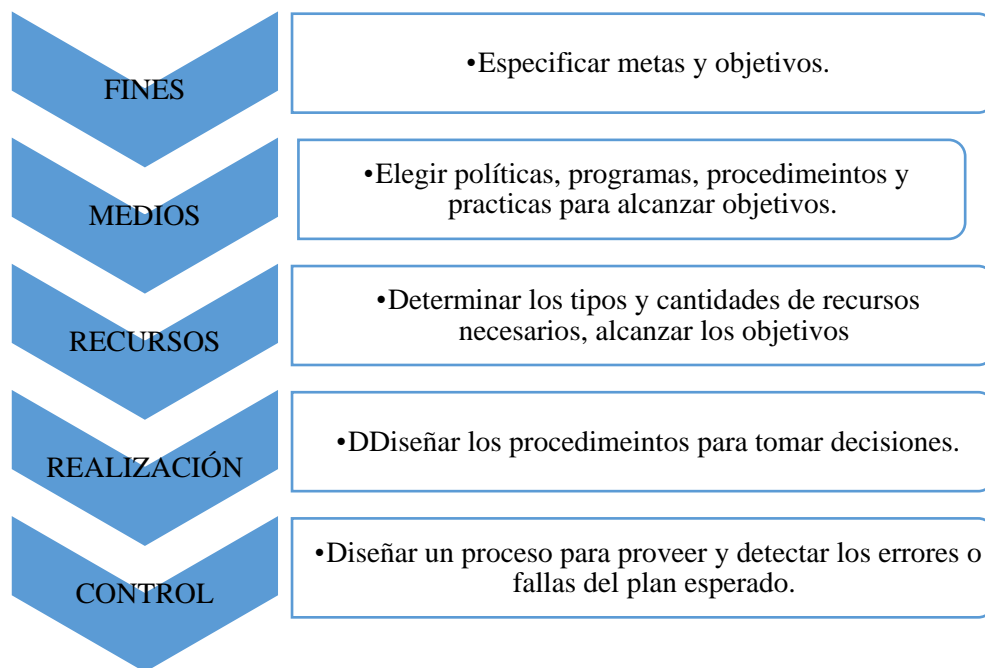 FINES
•Especificar metas y objetivos.
MEDIOS
•Elegir políticas, programas, procedimeintos y
practicas para alcanzar objetivos.
RECURSOS
•Determinar los tipos y cantidades de recursos
necesarios, alcanzar los objetivos
REALIZACIÓN
•DDiseñar los procedimeintos para tomar decisiones.
CONTROL
•Diseñar un proceso para proveer y detectar los errores o
fallas del plan esperado.